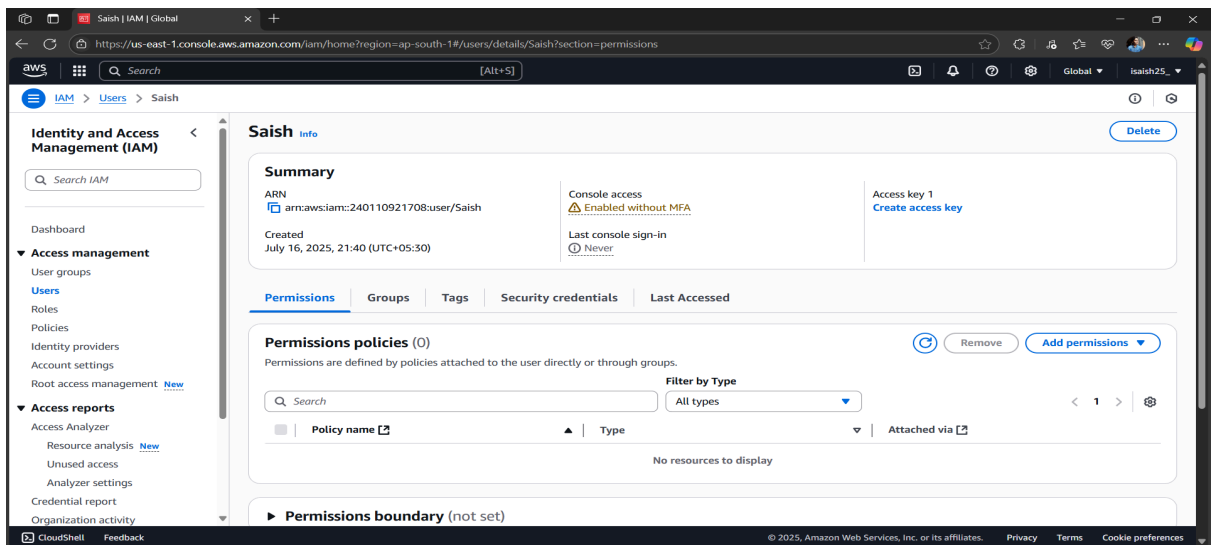 Saish | IAM | Global
https://us-east-1.console.aws.amazon.com/iam/home?region=ap-south-1#/users/details/Saish?section=permissions
aws
Search [Alt+S]
Global
isaish25_
IAM > Users > Saish
Identity and Access Management (IAM)
Search IAM
Dashboard
Access management
User groups
Users
Roles
Policies
Identity providers
Account settings
Root access management New
Access reports
Access Analyzer
Resource analysis New
Unused access
Analyzer settings
Credential report
Organization activity
Saish Info
Delete
Summary
ARN
arn:aws:iam::240110921708:user/Saish
Created
July 16, 2025, 21:40 (UTC+05:30)
Console access
Enabled without MFA
Last console sign-in
Never
Access key 1
Create access key
Permissions
Groups
Tags
Security credentials
Last Accessed
Permissions policies (0)
Remove
Add permissions
Permissions are defined by policies attached to the user directly or through groups.
Filter by Type
Search
All types
1
Policy name
Type
Attached via
No resources to display
Permissions boundary (not set)
CloudShell
Feedback
© 2025, Amazon Web Services, Inc. or its affiliates.
Privacy
Terms
Cookie preferences